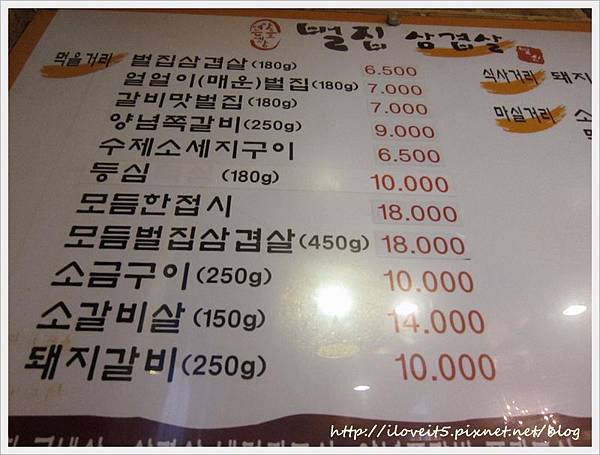 벌집 삼겹살
먹을거리
벌집삼겹살(180g) 6.500
얼얼이(매운)벌집(180g) 7.000
갈비맛벌집(180g) 7.000
양념쪽갈비(250g) 9.000
수제소세지구이 6.500
등심 (180g) 10.000
모듬한접시 18.000
모듬벌집삼겹살(450g) 18.000
소금구이(250g) 10.000
소갈비살(150g) 14.000
돼지갈비(250g) 10.000
식사거리 돼지
마실거리 소
http://iloveit5.pixnet.net/blog